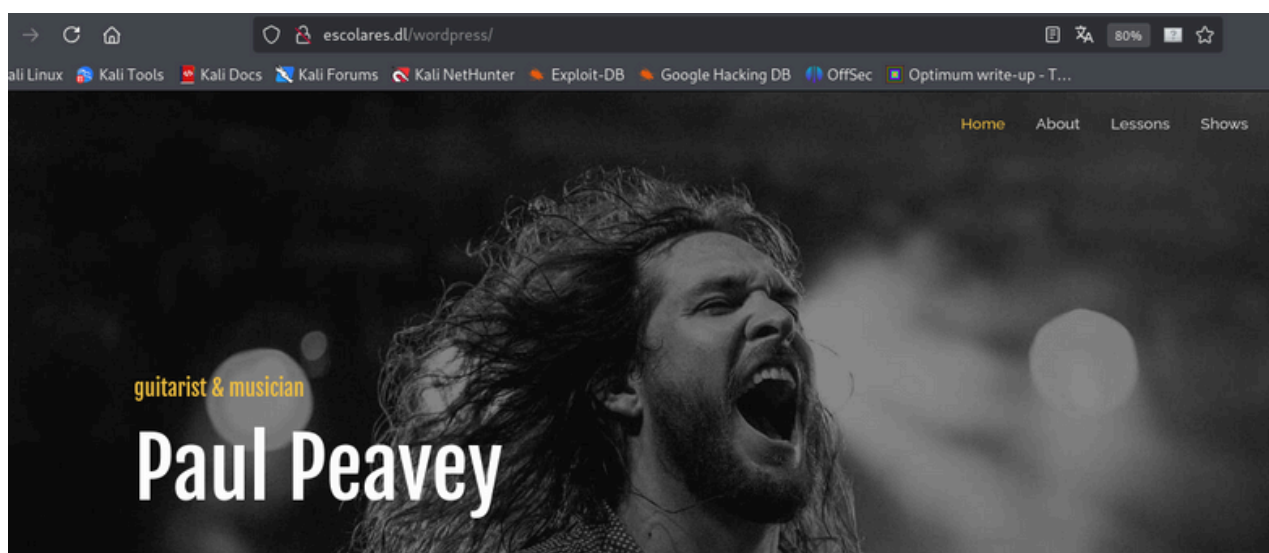 escolares.dl/wordpress/
80%
ali Linux Kali Tools Kali Docs Kali Forums Kali NetHunter Exploit-DB Google Hacking DB OffSec Optimum write-up - T…
Home About Lessons Shows
guitarist & musician
Paul Peavey